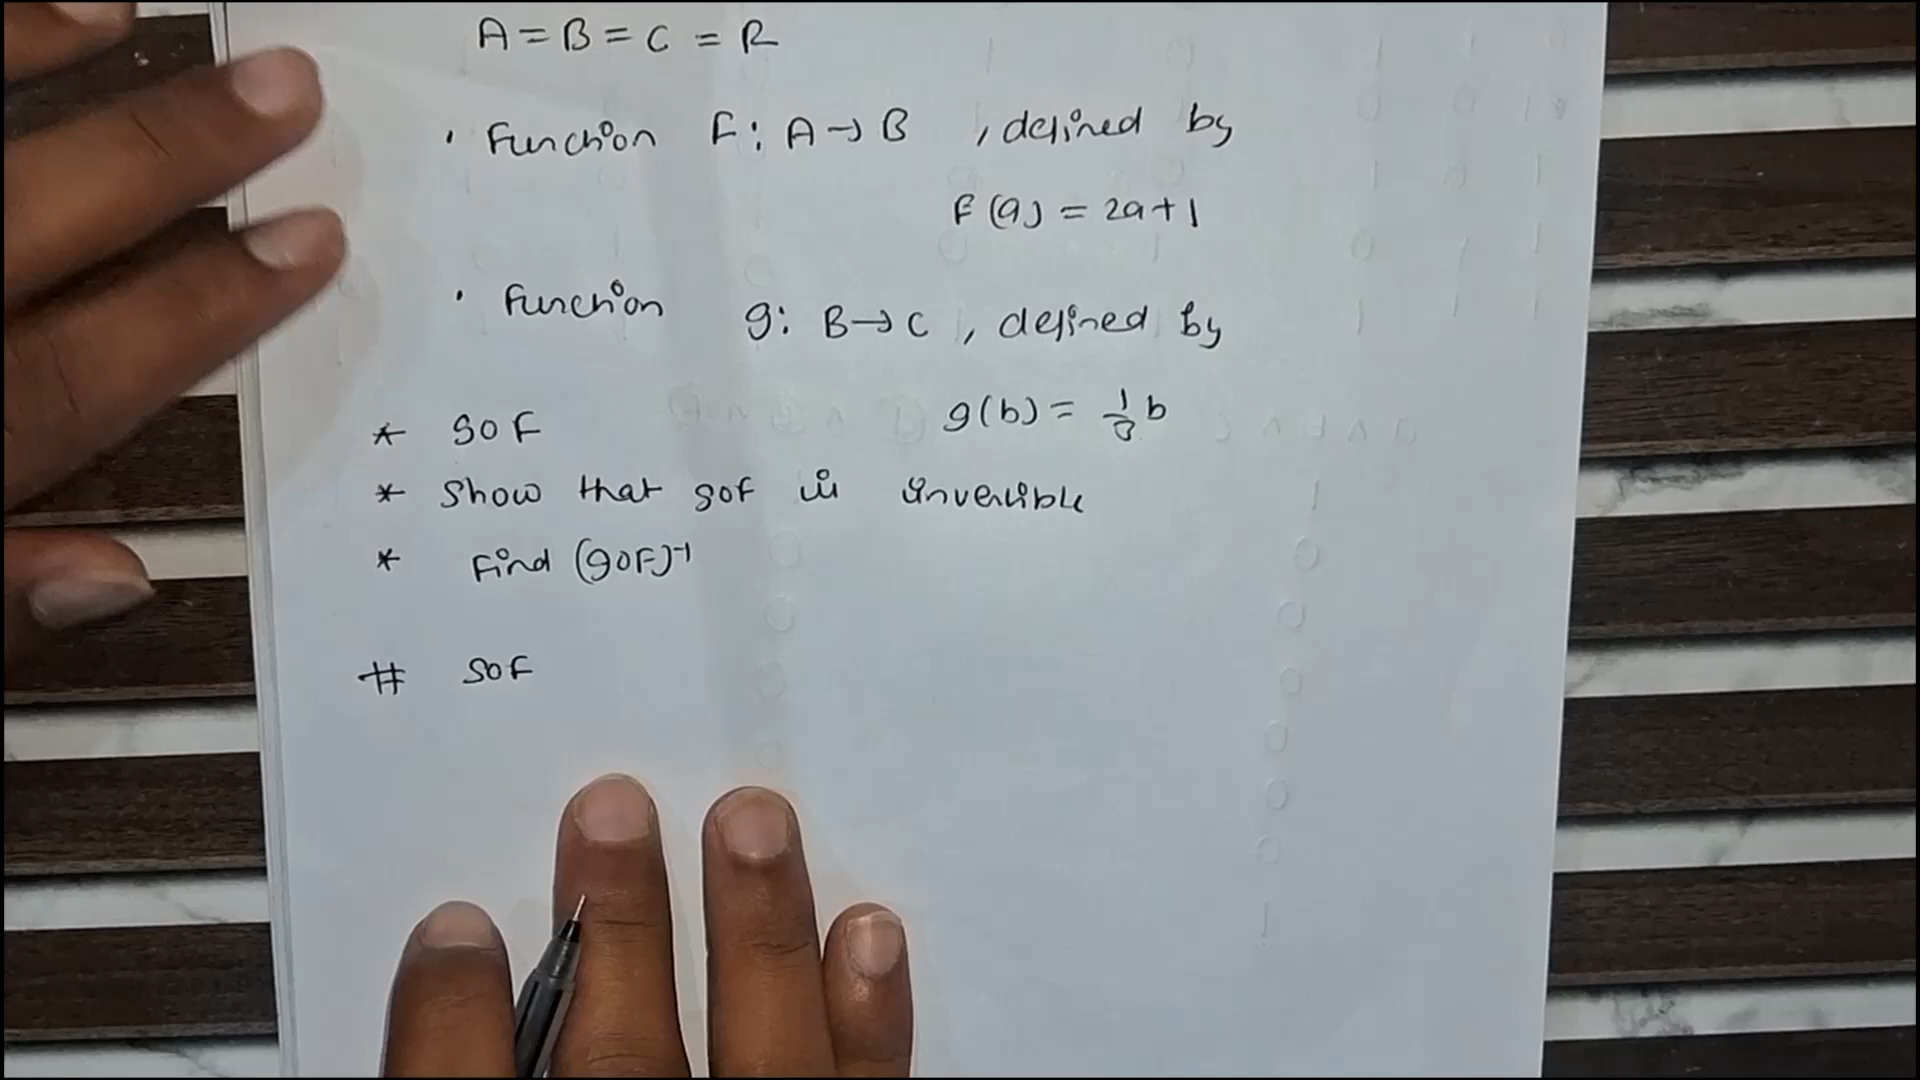 A = B = C = R
• Function F: A → B , defined by
F(a) = 2a+1
• Function g: B → C , defined by
g(b) = 1/3 b
* gof
* Show that gof is inverible
* Find (gof)⁻¹
# gof